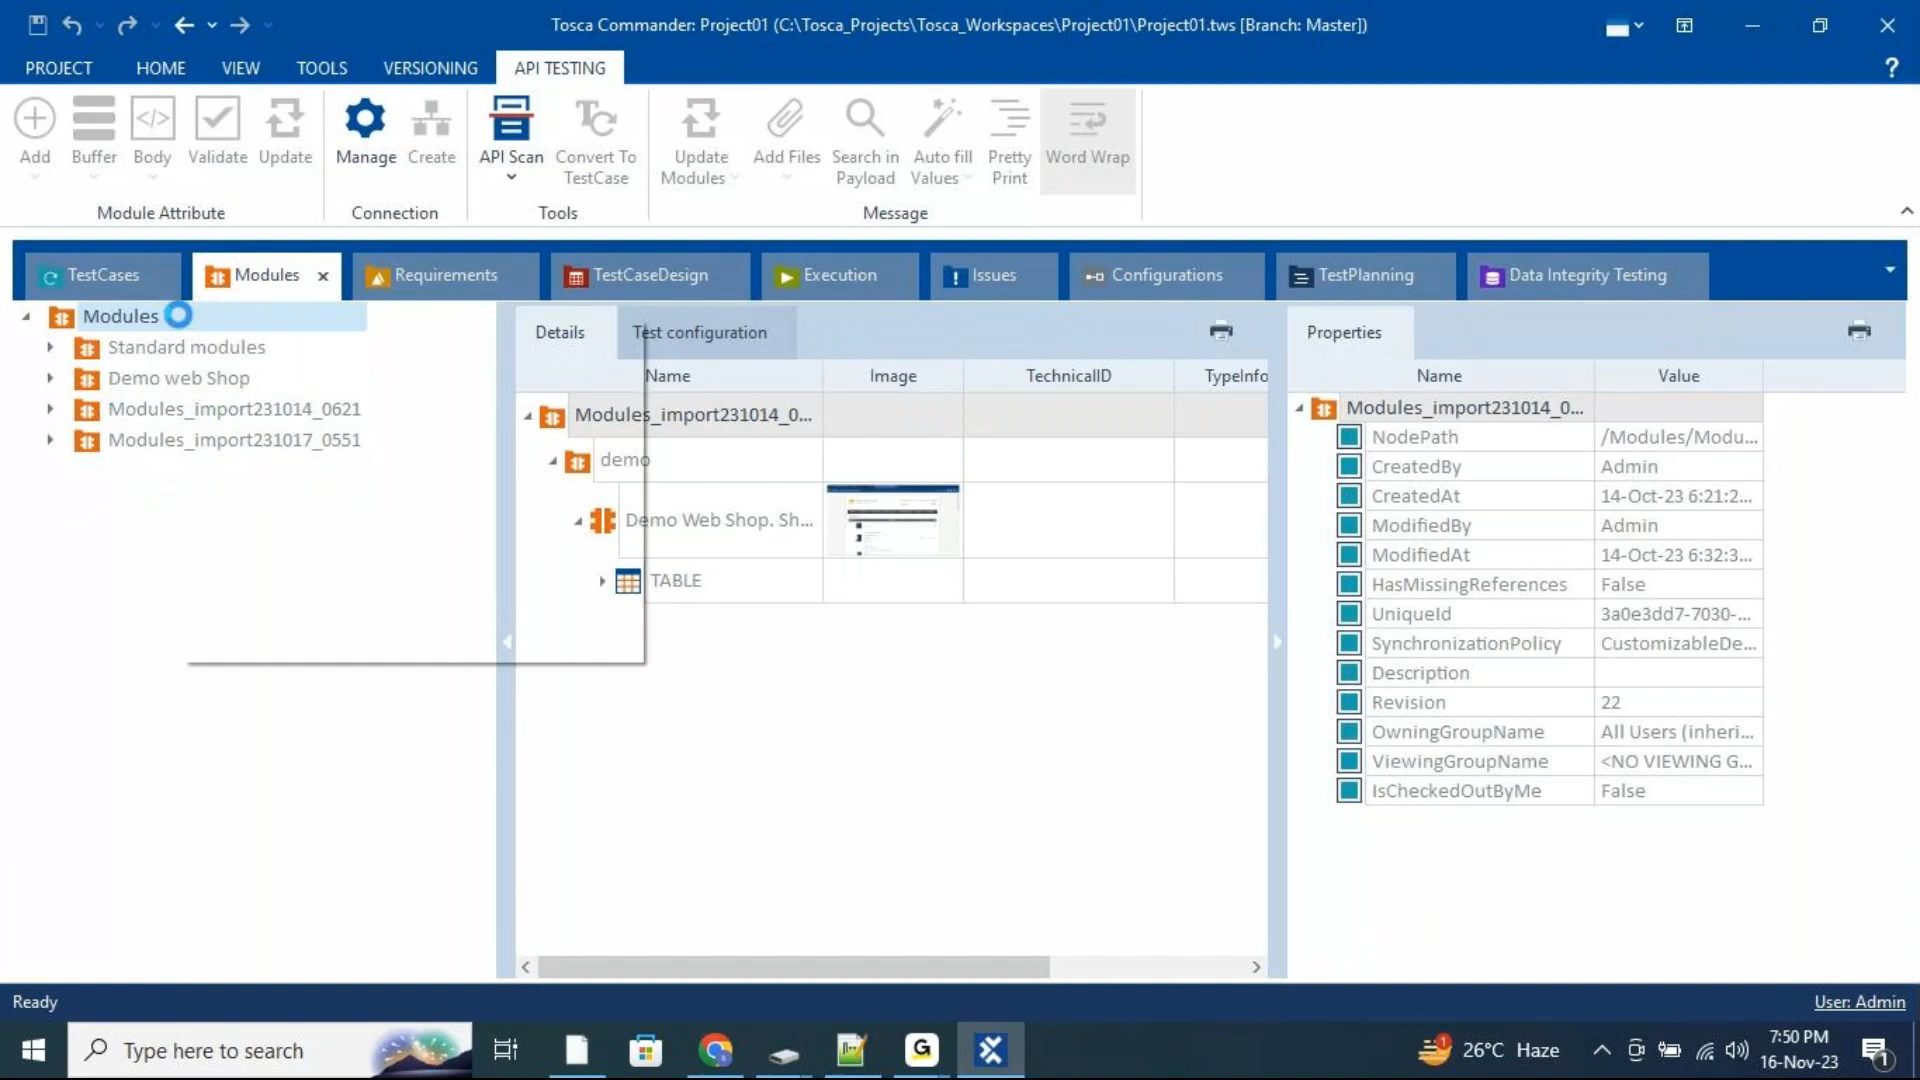 Tosca Commander: Project01 (C:\Tosca_Projects\Tosca_Workspaces\Project01\Project01.tws [Branch: Master])
PROJECT HOME VIEW TOOLS VERSIONING API TESTING ?
Add Buffer Body Validate Update Manage Create API Scan Convert To TestCase Update Modules Add Files Search in Payload Auto fill Values Pretty Print Word Wrap
Module Attribute Connection Tools Message
TestCases Modules x Requirements TestCaseDesign Execution Issues Configurations TestPlanning Data Integrity Testing
Modules
Standard modules
Demo web Shop
Modules_import231014_0621
Modules_import231017_0551
Details Test configuration
Name Image TechnicalID TypeInfo
Modules_import231014_0...
demo
Demo Web Shop. Sh...
TABLE
Properties
Name Value
Modules_import231014_0...
NodePath /Modules/Modu...
CreatedBy Admin
CreatedAt 14-Oct-23 6:21:2...
ModifiedBy Admin
ModifiedAt 14-Oct-23 6:32:3...
HasMissingReferences False
UniqueId 3a0e3dd7-7030-...
SynchronizationPolicy CustomizableDe...
Description
Revision 22
OwningGroupName All Users (inheri...
ViewingGroupName <NO VIEWING G...
IsCheckedOutByMe False
Ready User: Admin
Type here to search
26°C Haze
7:50 PM
16-Nov-23